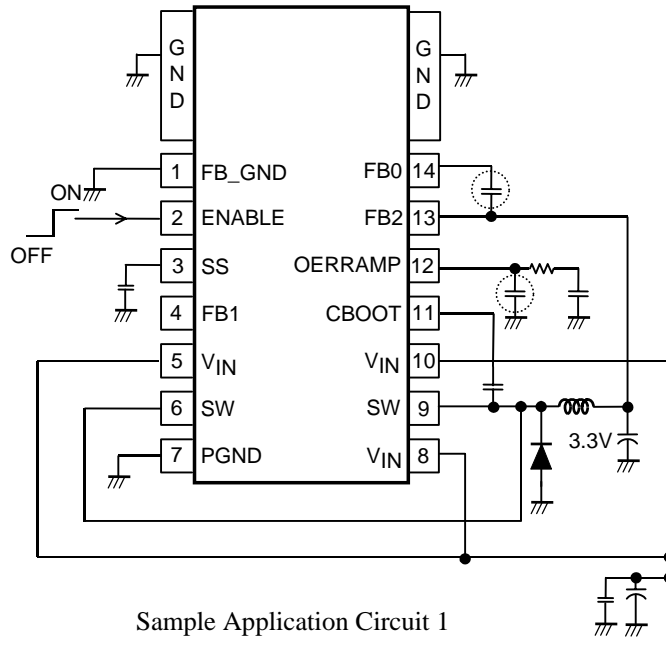 G
N
D
G
N
D
1 FB_GND
FB0 14
ON
2 ENABLE
FB2 13
OFF
3 SS
OERRAMP 12
4 FB1
CBOOT 11
5 VIN
VIN 10
6 SW
SW 9
3.3V
7 PGND
VIN 8
Sample Application Circuit 1